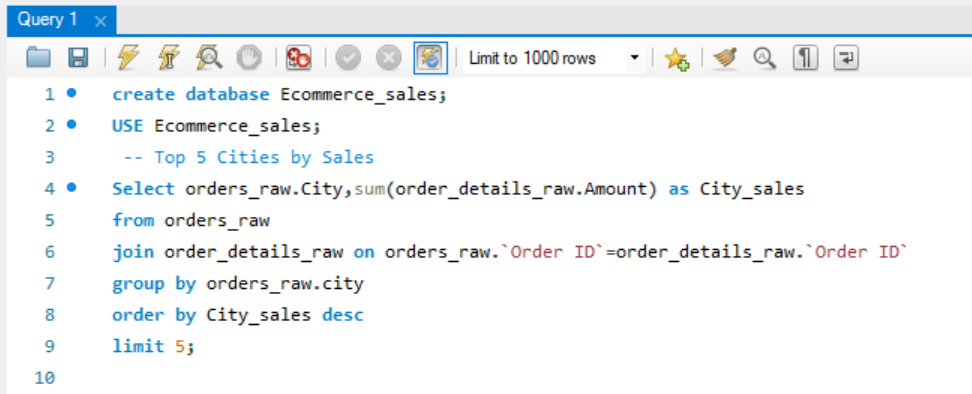 Query 1
Limit to 1000 rows
1 create database Ecommerce_sales;
2 USE Ecommerce_sales;
3 -- Top 5 Cities by Sales
4 Select orders_raw.City,sum(order_details_raw.Amount) as City_sales
5 from orders_raw
6 join order_details_raw on orders_raw.`Order ID`=order_details_raw.`Order ID`
7 group by orders_raw.city
8 order by City_sales desc
9 limit 5;
10